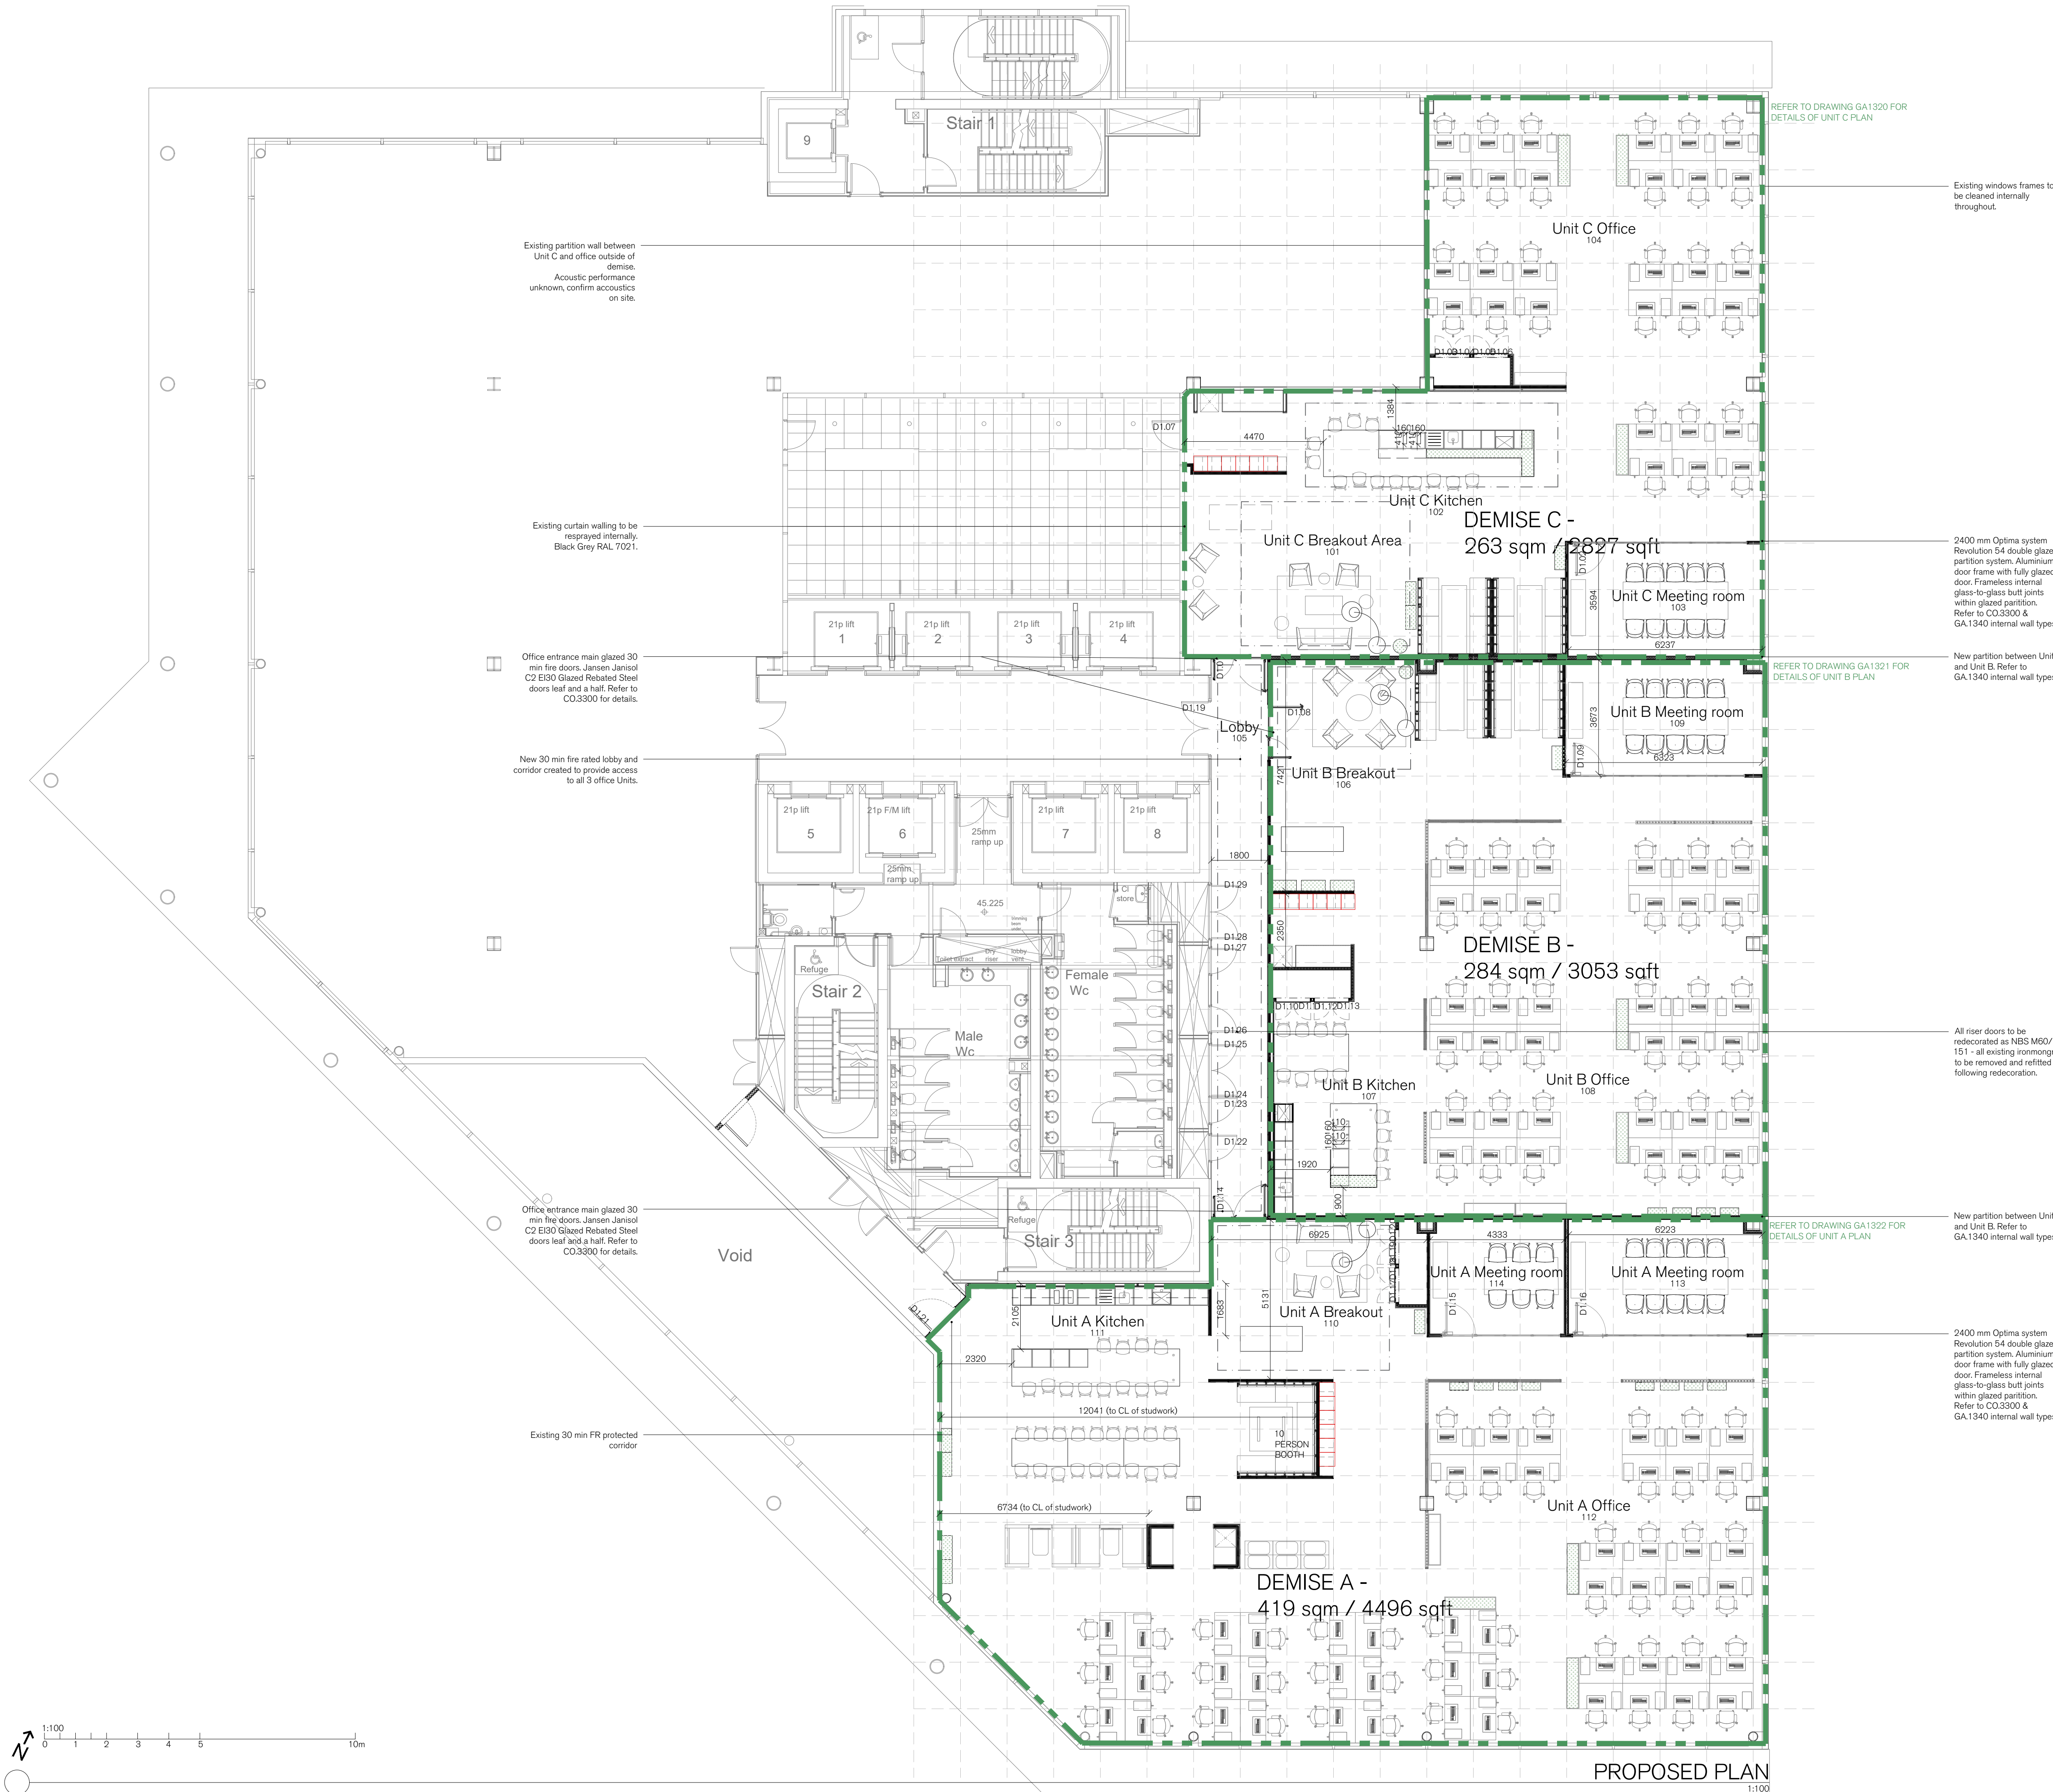 9
Stair 1
REFER TO DRAWING GA1320 FOR
DETAILS OF UNIT C PLAN
Existing windows frames to
be cleaned internally
throughout.
Unit C Office
104
Existing partition wall between
Unit C and office outside of
demise.
Acoustic performance
unknown, confirm accoustics
on site.
D1.07
4470
1384
Unit C Kitchen
102
DEMISE C -
263 sqm / 2827 sqft
Existing curtain walling to be
resprayed internally.
Black Grey RAL 7021.
Unit C Breakout Area
101
2400 mm Optima system
Revolution 54 double glaze
partition system. Aluminium
door frame with fully glazed
door. Frameless internal
glass-to-glass butt joints
within glazed paritition.
Refer to CO.3300 &
GA.1340 internal wall type
3594
Unit C Meeting room
103
6237
21p lift
1
21p lift
2
21p lift
3
21p lift
4
Office entrance main glazed 30
min fire doors. Jansen Janisol
C2 EI30 Glazed Rebated Steel
doors leaf and a half. Refer to
CO.3300 for details.
New partition between Unit
and Unit B. Refer to
GA.1340 internal wall type
REFER TO DRAWING GA1321 FOR
DETAILS OF UNIT B PLAN
D1.19
D1.08
Lobby
105
Unit B Meeting room
109
3673
D1.09
6323
New 30 min fire rated lobby and
corridor created to provide access
to all 3 office Units.
7421
Unit B Breakout
106
21p lift
5
21p F/M lift
6
25mm
ramp up
21p lift
7
21p lift
8
25mm
ramp up
1800
D1.29
Cl
store
45.225
2350
D1.28
D1.27
Toilet extract
Dry
riser
lobby
vent
DEMISE B -
284 sqm / 3053 sqft
Refuge
Stair 2
Female
Wc
D1.10
D1.11
D1.12
D1.13
Male
Wc
D1.26
D1.25
All riser doors to be
redecorated as NBS M60/
151 - all existing ironmong
to be removed and refitted
following redecoration.
Unit B Kitchen
107
Unit B Office
108
D1.24
D1.23
D1.22
1920
900
D1.14
Office entrance main glazed 30
min fire doors. Jansen Janisol
C2 EI30 Glazed Rebated Steel
doors leaf and a half. Refer to
CO.3300 for details.
Refuge
Stair 3
Void
New partition between Unit
and Unit B. Refer to
GA.1340 internal wall type
REFER TO DRAWING GA1322 FOR
DETAILS OF UNIT A PLAN
6925
4333
6223
Unit A Meeting room
114
Unit A Meeting room
113
D1.15
D1.16
D1.21
2105
1683
5131
Unit A Kitchen
111
Unit A Breakout
110
2320
2400 mm Optima system
Revolution 54 double glaze
partition system. Aluminium
door frame with fully glazed
door. Frameless internal
glass-to-glass butt joints
within glazed paritition.
Refer to CO.3300 &
GA.1340 internal wall type
12041 (to CL of studwork)
Existing 30 min FR protected
corridor
10
PERSON
BOOTH
6734 (to CL of studwork)
Unit A Office
112
DEMISE A -
419 sqm / 4496 sqft
N
1:100
0 1 2 3 4 5 10m
PROPOSED PLAN
1:100